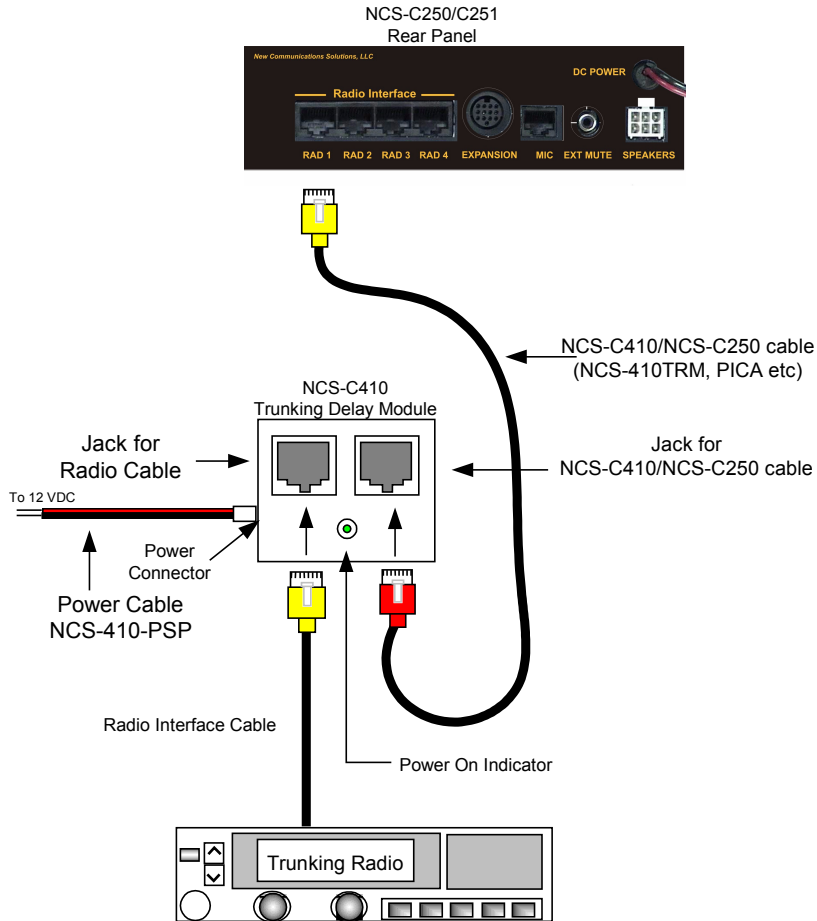 NCS-C250/C251
Rear Panel
New Communications Solutions, LLC
DC POWER
Radio Interface
RAD 1 RAD 2 RAD 3 RAD 4 EXPANSION MIC EXT MUTE SPEAKERS
NCS-C410/NCS-C250 cable
(NCS-410TRM, PICA etc)
NCS-C410
Trunking Delay Module
Jack for
Radio Cable
Jack for
NCS-C410/NCS-C250 cable
To 12 VDC
Power
Connector
Power Cable
NCS-410-PSP
Radio Interface Cable
Power On Indicator
Trunking Radio